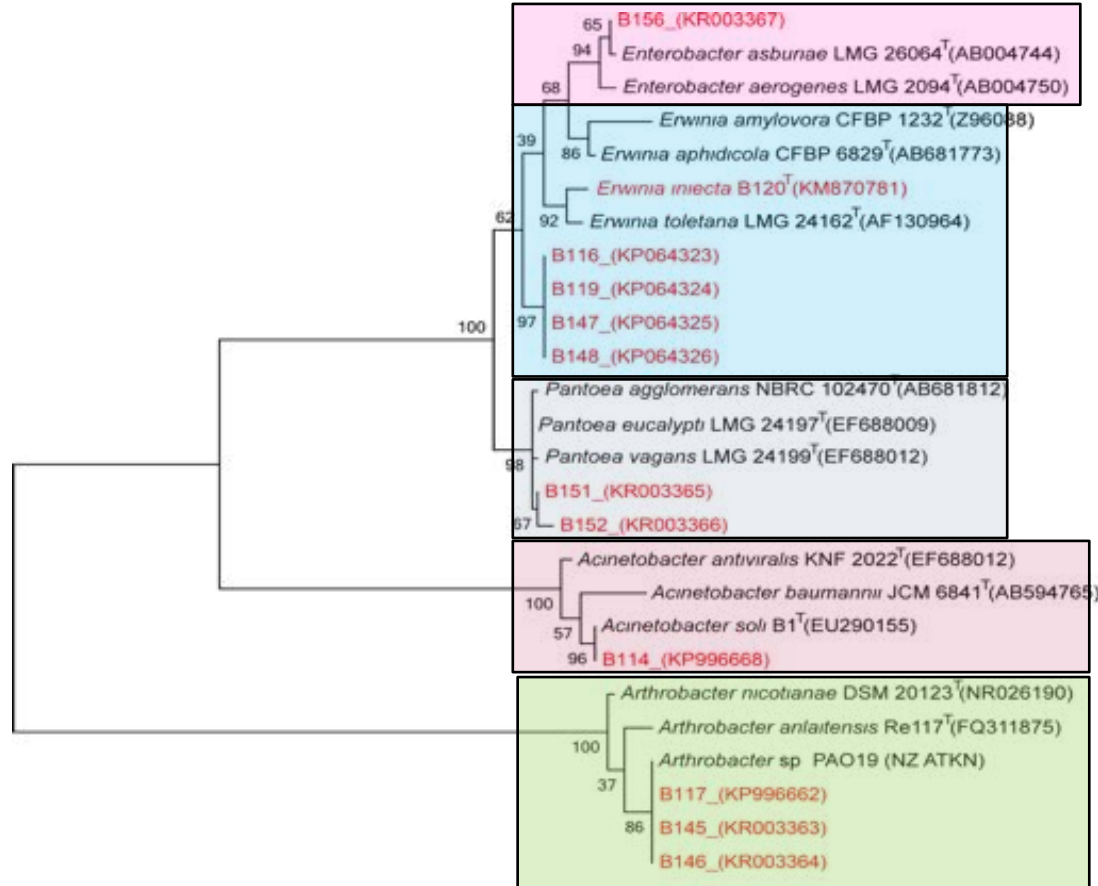 B156_(KR003367)
65
Enterobacter asburiae LMG 26064T(AB004744)
94
Enterobacter aerogenes LMG 2094T(AB004750)
68
Erwinia amylovora CFBP 1232T(Z96088)
39
Erwinia aphidicola CFBP 6829T(AB681773)
86
Erwinia iniecta B120T(KM870781)
62
Erwinia toletana LMG 24162T(AF130964)
92
B116_(KP064323)
B119_(KP064324)
B147_(KP064325)
97
100
B148_(KP064326)
Pantoea agglomerans NBRC 102470T(AB681812)
Pantoea eucalypti LMG 24197T(EF688009)
Pantoea vagans LMG 24199T(EF688012)
98
B151_(KR003365)
B152_(KR003366)
67
Acinetobacter antiviralis KNF 2022T(EF688012)
Acinetobacter baumannii JCM 6841T(AB594765)
100
Acinetobacter soli B1T(EU290155)
57
B114_(KP996668)
96
Arthrobacter nicotianae DSM 20123T(NR026190)
Arthrobacter arilaitensis Re117T(FQ311875)
100
Arthrobacter sp PAO19 (NZ ATKN)
37
B117_(KP996662)
B145_(KR003363)
86
B146_(KR003364)